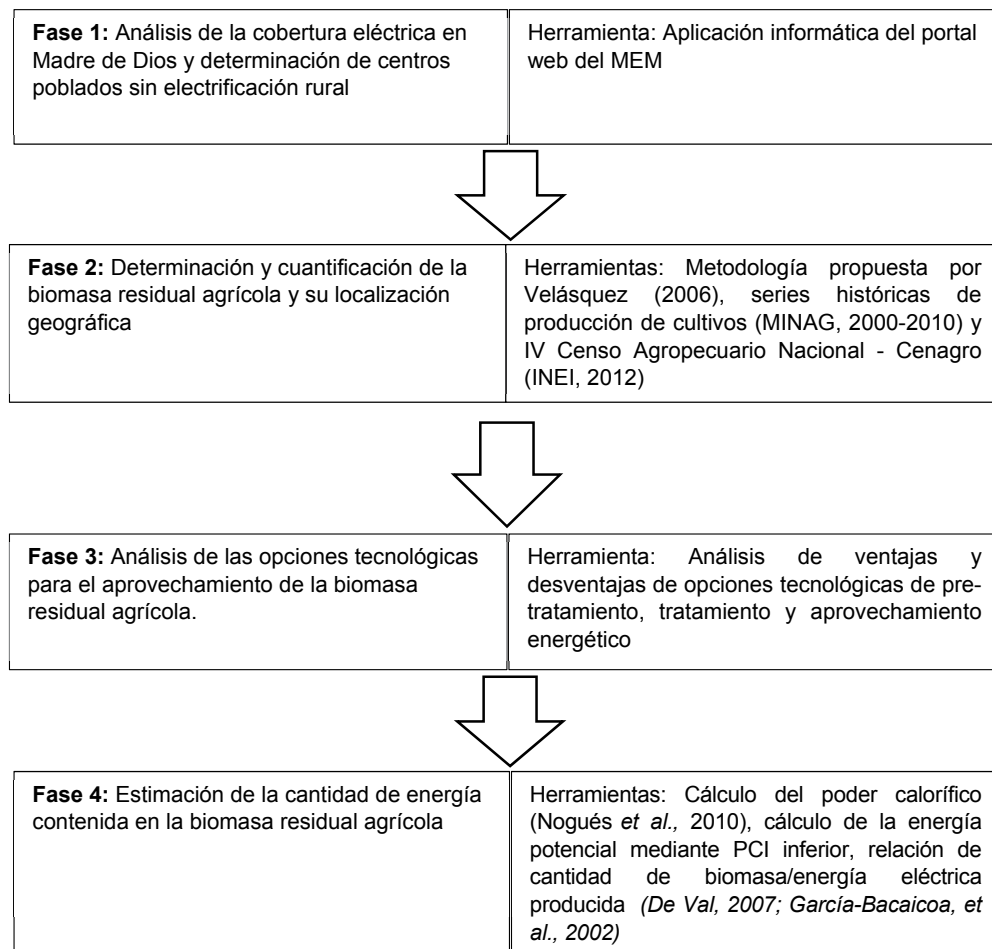 Fase 1: Análisis de la cobertura eléctrica en
Madre de Dios y determinación de centros
poblados sin electrificación rural
Herramienta: Aplicación informática del portal
web del MEM
Fase 2: Determinación y cuantificación de la
biomasa residual agrícola y su localización
geográfica
Herramientas: Metodología propuesta por
Velásquez (2006), series históricas de
producción de cultivos (MINAG, 2000-2010) y
IV Censo Agropecuario Nacional - Cenagro
(INEI, 2012)
Fase 3: Análisis de las opciones tecnológicas
para el aprovechamiento de la biomasa
residual agrícola.
Herramienta: Análisis de ventajas y
desventajas de opciones tecnológicas de pre-
tratamiento, tratamiento y aprovechamiento
energético
Fase 4: Estimación de la cantidad de energía
contenida en la biomasa residual agrícola
Herramientas: Cálculo del poder calorífico
(Nogués et al., 2010), cálculo de la energía
potencial mediante PCI inferior, relación de
cantidad de biomasa/energía eléctrica
producida (De Val, 2007; García-Bacaicoa, et
al., 2002)